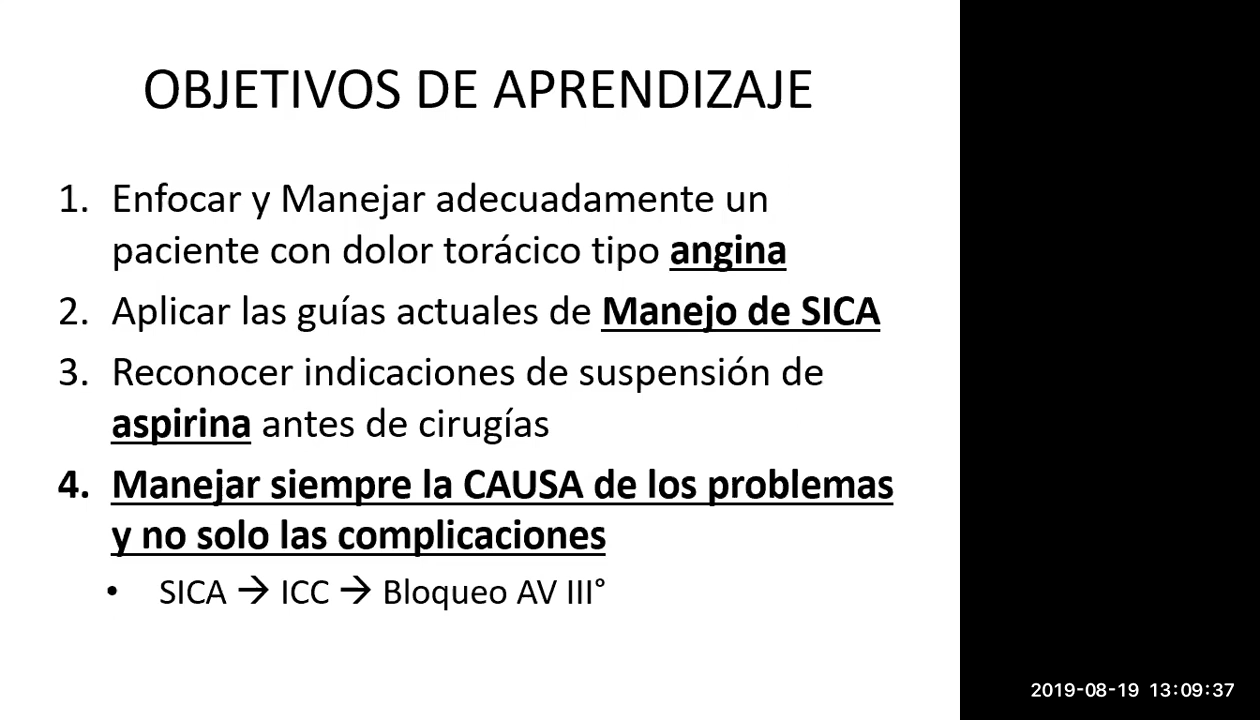 OBJETIVOS DE APRENDIZAJE
1. Enfocar y Manejar adecuadamente un
paciente con dolor torácico tipo angina
2. Aplicar las guías actuales de Manejo de SICA
3. Reconocer indicaciones de suspensión de
aspirina antes de cirugías
4. Manejar siempre la CAUSA de los problemas
y no solo las complicaciones
• SICA → ICC → Bloqueo AV III°
2019-08-19 13:09:37